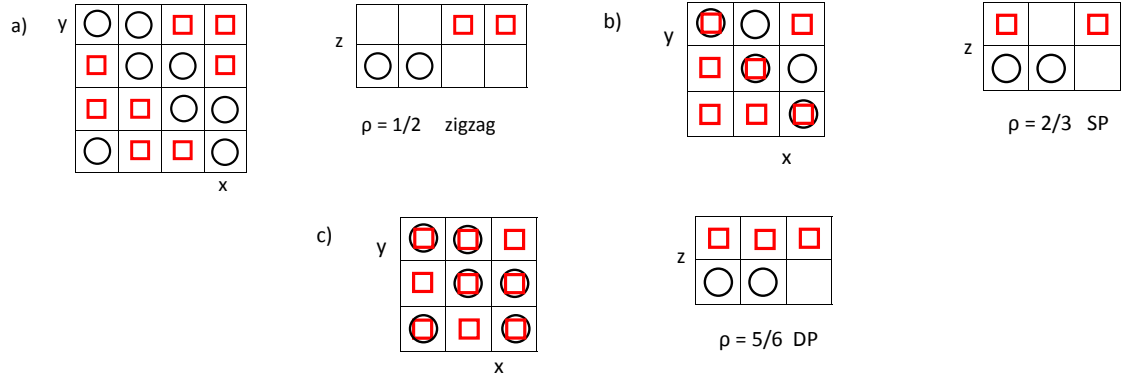 a)
y
x
z
ρ = 1/2 zigzag
b)
y
x
z
ρ = 2/3 SP
c)
y
x
z
ρ = 5/6 DP